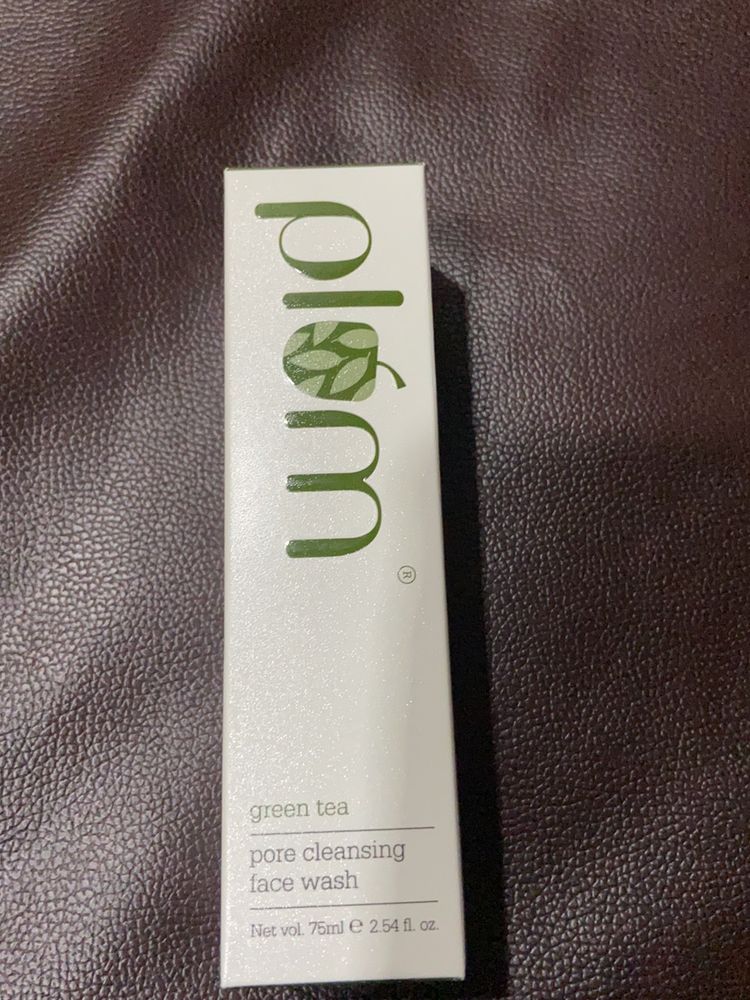 plum
®
green tea
pore cleansing
face wash
Net vol. 75ml ℮ 2.54 fl. oz.